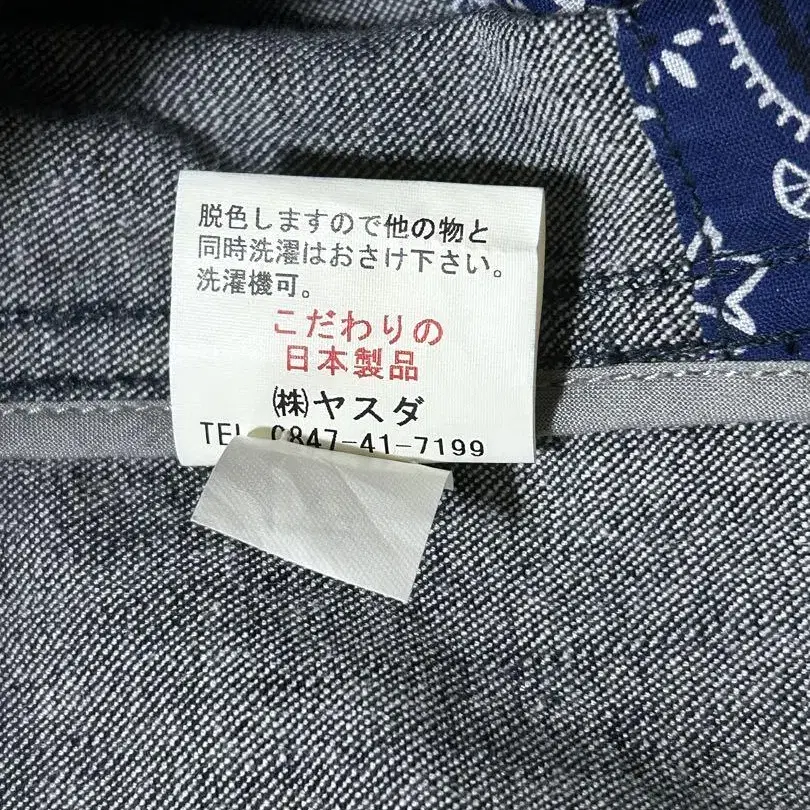 脱色しますので他の物と
同時洗濯はおさけ下さい。
洗濯機可。
こだわりの
日本製品
㈱ヤスダ
TEL 0847-41-7199